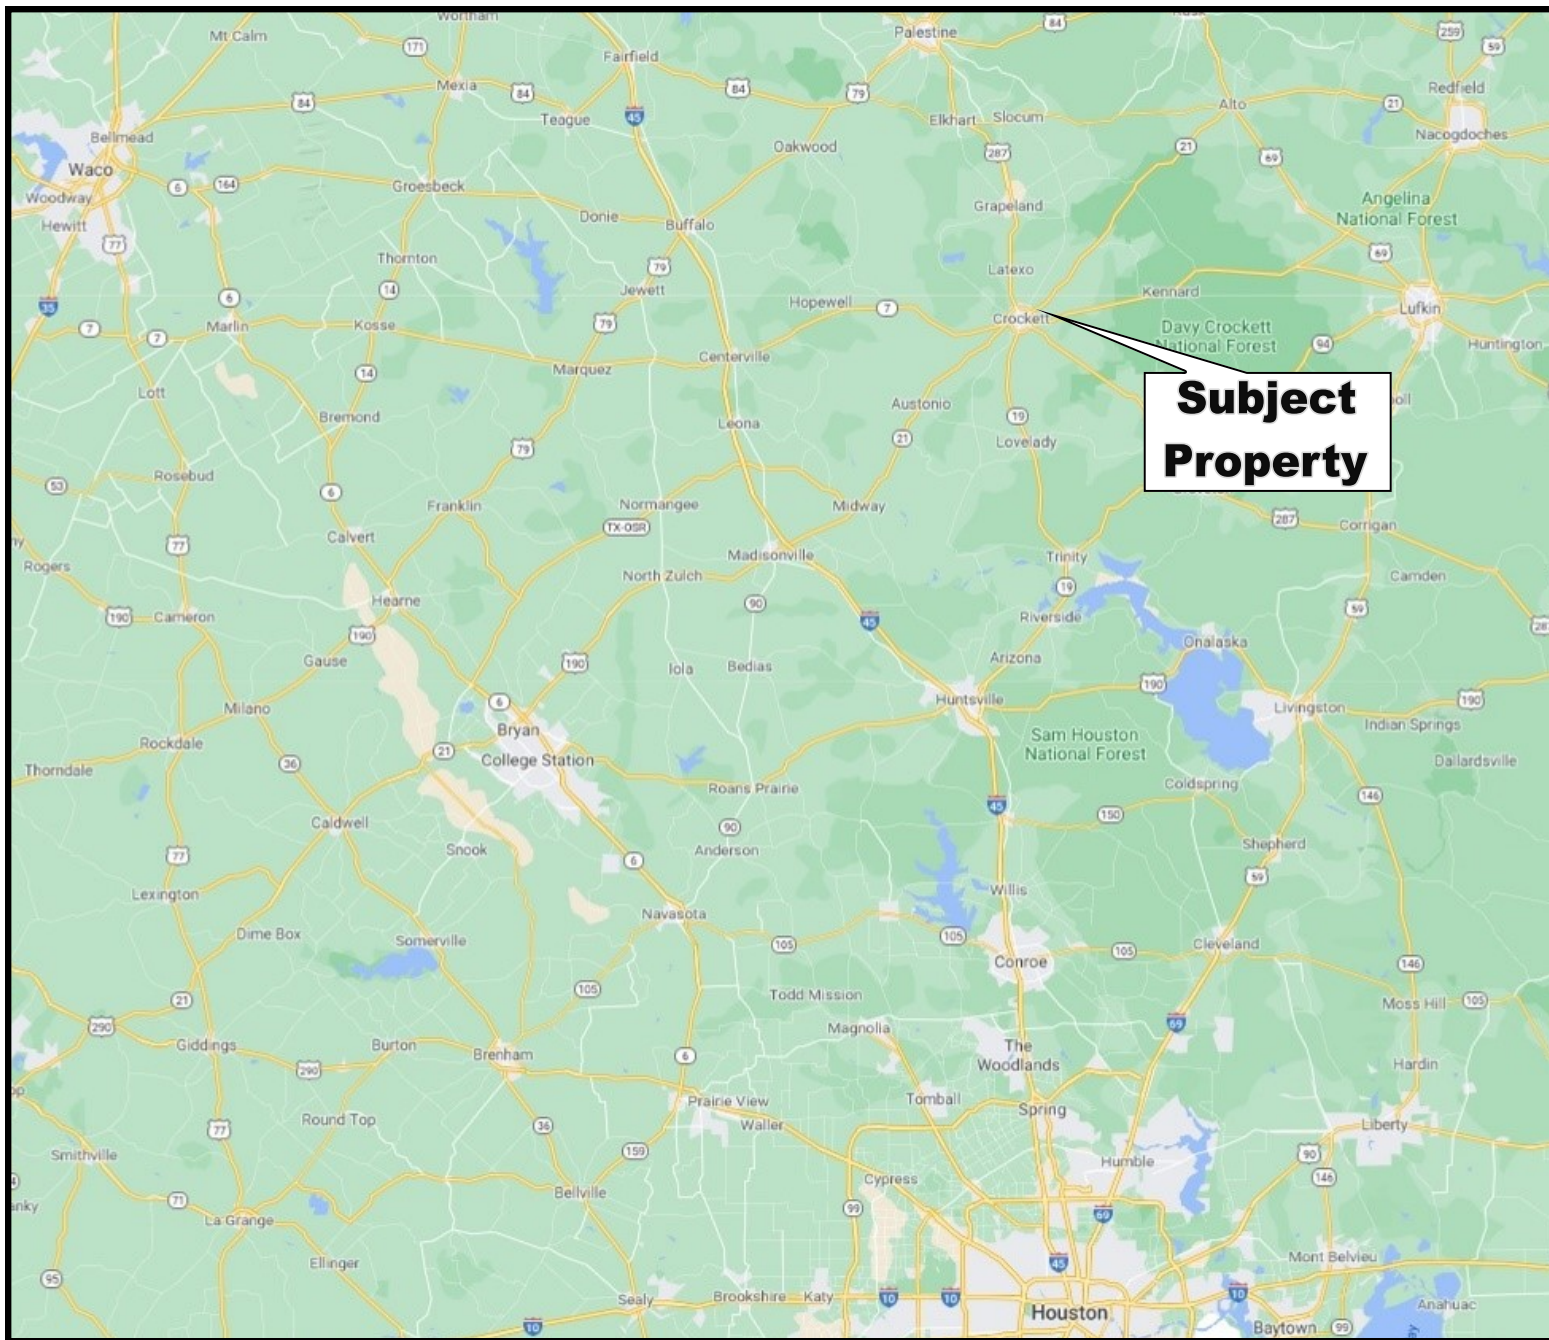 Wortham
Mt Calm
171
Mexia
84
84
Bellmead
Waco
6
164
Woodway
Hewitt
77
Groesbeck
Fairfield
84
Teague
45
Palestine
84
79
Elkhart
Slocum
Oakwood
287
Grapeland
Donie
Buffalo
259
59
Redfield
Alto
21
Nacogdoches
21
69
Angelina
National Forest
69
Thornton
14
35
6
7
7
Marlin
Kosse
79
Jewett
79
Latexo
Hopewell
7
Crockett
Kennard
Davy Crockett
National Forest
Lufkin
94
Huntington
Centerville
Marquez
14
Lott
Bremond
Leona
Austonio
21
19
Lovelady
Subject
Property
79
53
Rosebud
6
Franklin
Normangee
TX-OSR
Midway
287
Corrigan
77
Calvert
Rogers
Madisonville
North Zulch
90
Trinity
19
Camden
59
Hearne
190
Cameron
190
45
Riverside
Onalaska
Gause
190
Iola
Bedias
Arizona
190
Huntsville
Livingston
190
Indian Springs
Milano
6
Bryan
College Station
21
Rockdale
36
Thorndale
Sam Houston
National Forest
Dallardsville
Coldspring
Roans Prairie
45
150
146
Caldwell
90
Anderson
Snook
77
6
Shepherd
59
Lexington
Willis
Navasota
Dime Box
Somerville
105
105
105
Conroe
Cleveland
146
105
21
290
Todd Mission
Magnolia
69
Moss Hill
105
Giddings
Burton
Brenham
6
290
The
Woodlands
Hardin
Prairie View
Waller
Tomball
Spring
Round Top
77
36
159
Smithville
Liberty
90
146
Humble
Cypress
71
Bellville
La Grange
99
69
Ellinger
45
Mont Belvieu
95
Sealy
Brookshire
Katy
10
10
10
10
Houston
Baytown
99
Anahuac